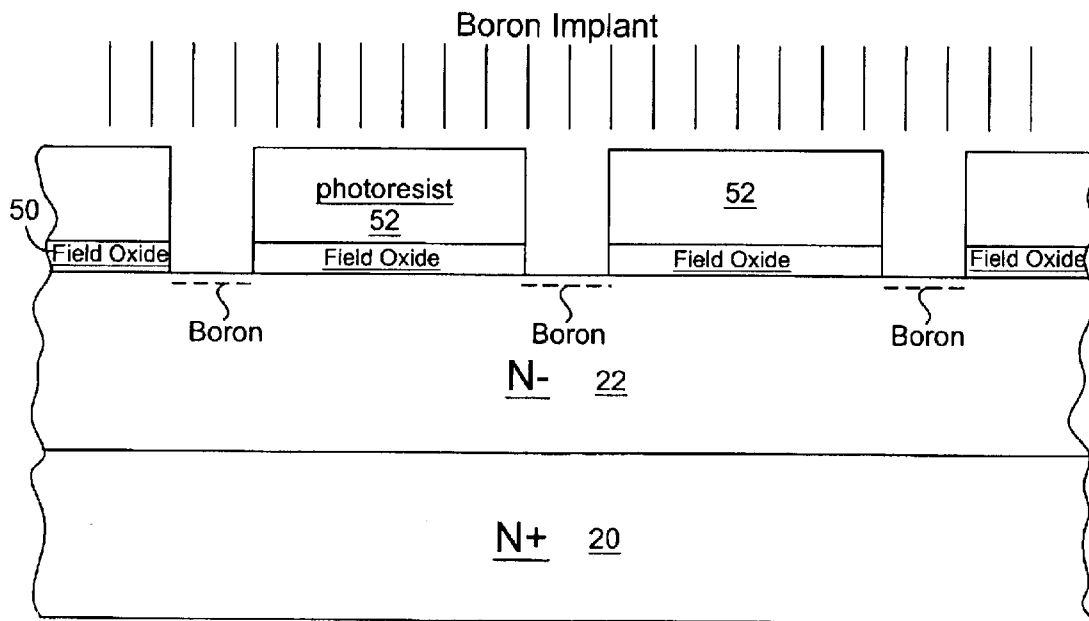 Boron Implant
photoresist
52
52
50
Field Oxide
Field Oxide
Field Oxide
Field Oxide
Boron
Boron
Boron
N- 22
N+ 20